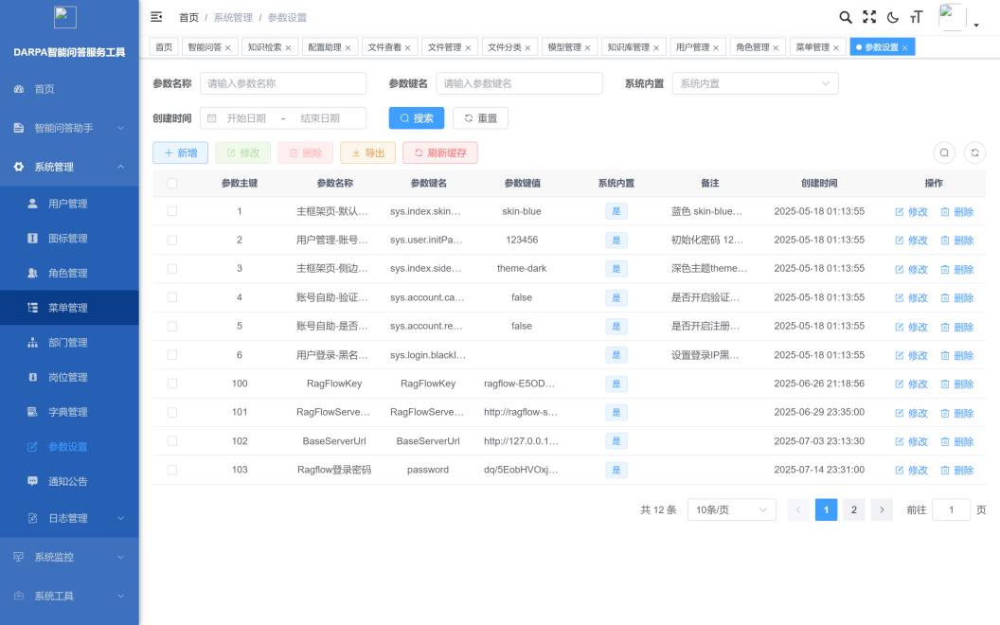 DARPA智能问答服务工具
首页
智能问答助手
系统管理
用户管理
图标管理
角色管理
菜单管理
部门管理
岗位管理
字典管理
参数设置
通知公告
日志管理
系统监控
系统工具
首页 / 系统管理 / 参数设置
首页 智能问答 × 知识检索 × 配置助理 × 文件查看 × 文件管理 × 文件分类 × 模型管理 × 知识库管理 × 用户管理 × 角色管理 × 菜单管理 × 参数设置 ×
参数名称 请输入参数名称 参数键名 请输入参数键名 系统内置 系统内置
创建时间 开始日期 - 结束日期 搜索 重置
新增 修改 删除 导出 刷新缓存
参数主键 参数名称 参数键名 参数键值 系统内置 备注 创建时间 操作
1 主框架页-默认… sys.index.skin… skin-blue 是 蓝色 skin-blue… 2025-05-18 01:13:55 修改 删除
2 用户管理-账号… sys.user.initPa… 123456 是 初始化密码 12… 2025-05-18 01:13:55 修改 删除
3 主框架页-侧边… sys.index.side… theme-dark 是 深色主题theme… 2025-05-18 01:13:55 修改 删除
4 账号自助-验证… sys.account.ca… false 是 是否开启验证… 2025-05-18 01:13:55 修改 删除
5 账号自助-是否… sys.account.re… false 是 是否开启注册… 2025-05-18 01:13:55 修改 删除
6 用户登录-黑名… sys.login.blackI… 是 设置登录IP黑… 2025-05-18 01:13:55 修改 删除
100 RagFlowKey RagFlowKey ragflow-E5OD… 是 2025-06-26 21:18:56 修改 删除
101 RagFlowServe… RagFlowServe… http://ragflow-s… 是 2025-06-29 23:35:00 修改 删除
102 BaseServerUrl BaseServerUrl http://127.0.0.1… 是 2025-07-03 23:13:30 修改 删除
103 Ragflow登录密码 password dq/5EobHVOxj… 是 2025-07-14 23:31:00 修改 删除
共 12 条 10条/页 1 2 前往 1 页